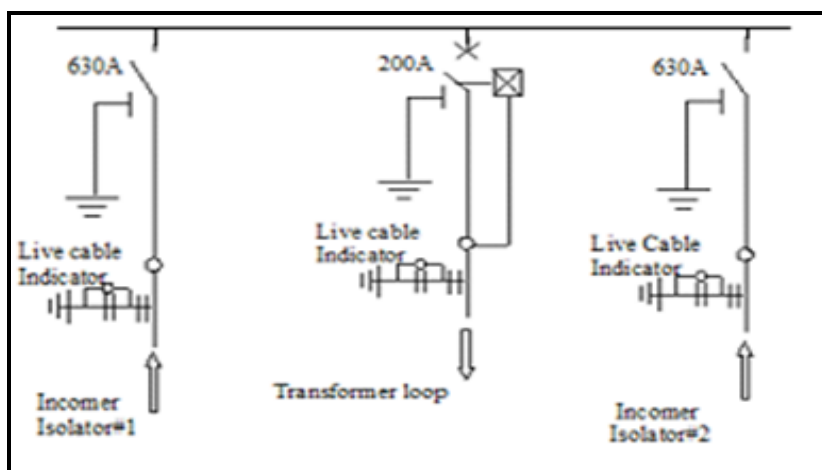 630A
200A
630A
Live cable
Indicator
Live cable
Indicator
Live Cable
Indicator
Incomer
Isolator#1
Transformer loop
Incomer
Isolator#2